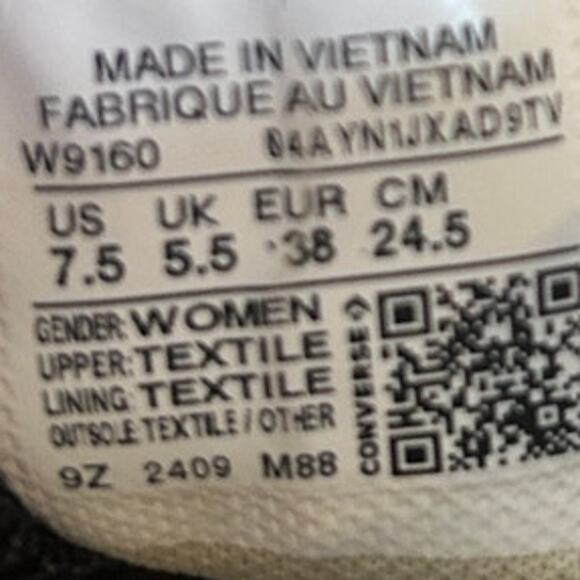 MADE IN VIETNAM
FABRIQUE AU VIETNAM
W9160 04AYN1JXAD9TV
US UK EUR CM
7.5 5.5 38 24.5
GENDER: WOMEN
UPPER: TEXTILE
LINING: TEXTILE
OUTSOLE: TEXTILE / OTHER
CONVERSE
9Z 2409 M88